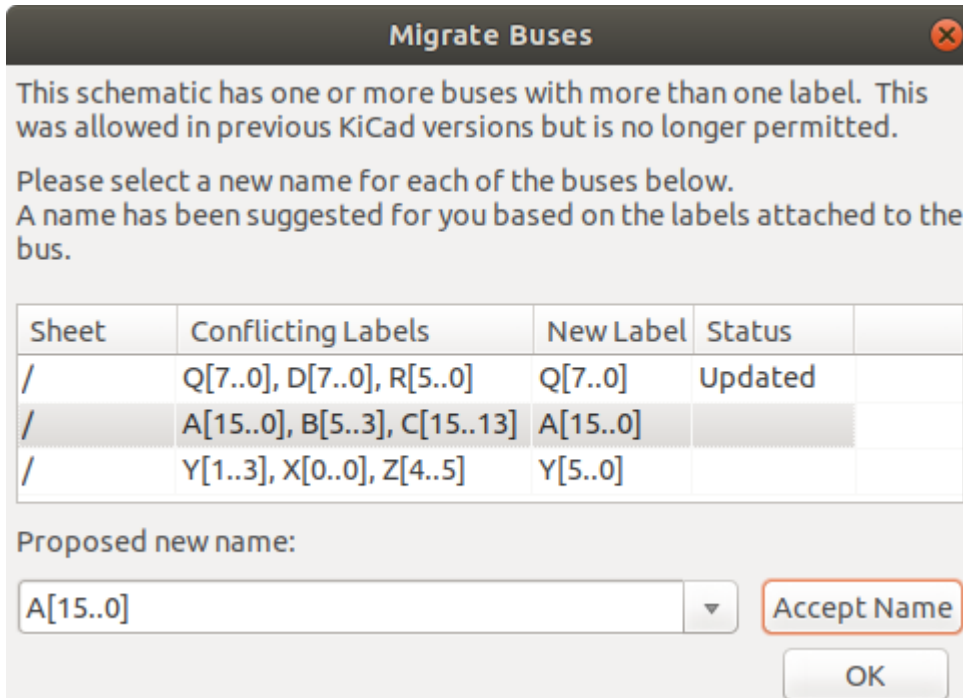 Migrate Buses
This schematic has one or more buses with more than one label.  This
was allowed in previous KiCad versions but is no longer permitted.
Please select a new name for each of the buses below.
A name has been suggested for you based on the labels attached to the
bus.
Sheet Conflicting Labels New Label Status
/ Q[7..0], D[7..0], R[5..0] Q[7..0] Updated
/ A[15..0], B[5..3], C[15..13] A[15..0]
/ Y[1..3], X[0..0], Z[4..5] Y[5..0]
Proposed new name:
A[15..0] Accept Name
OK